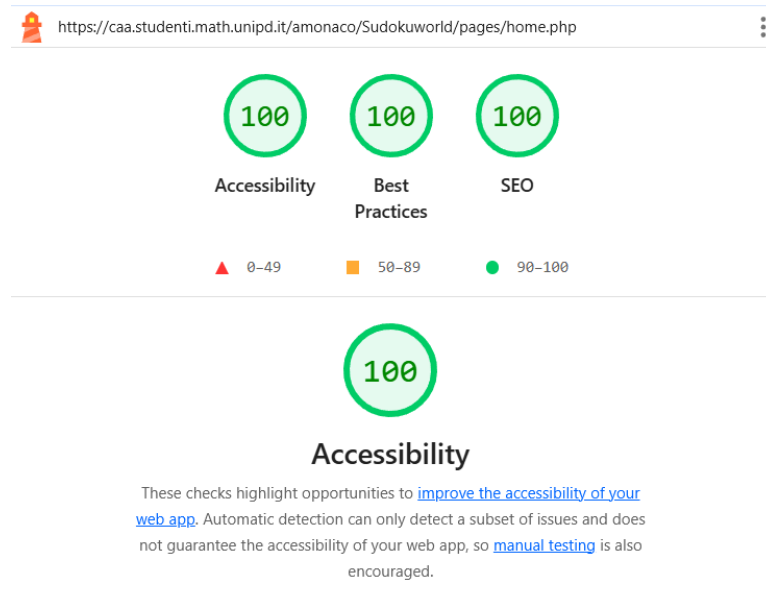 https://caa.studenti.math.unipd.it/amonaco/Sudokuworld/pages/home.php
100
100
100
Accessibility
Best
Practices
SEO
0–49
50–89
90–100
100
Accessibility
These checks highlight opportunities to improve the accessibility of your
web app. Automatic detection can only detect a subset of issues and does
not guarantee the accessibility of your web app, so manual testing is also
encouraged.